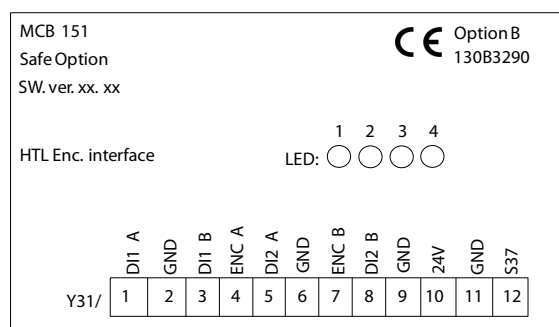 MCB 151
Safe Option
SW. ver. xx. xx
CE Option B
130B3290
1 2 3 4
HTL Enc. interface LED:
DI1 A GND DI1 B ENC A DI2 A GND ENC B DI2 B GND 24V GND S37
Y31/ 1 2 3 4 5 6 7 8 9 10 11 12